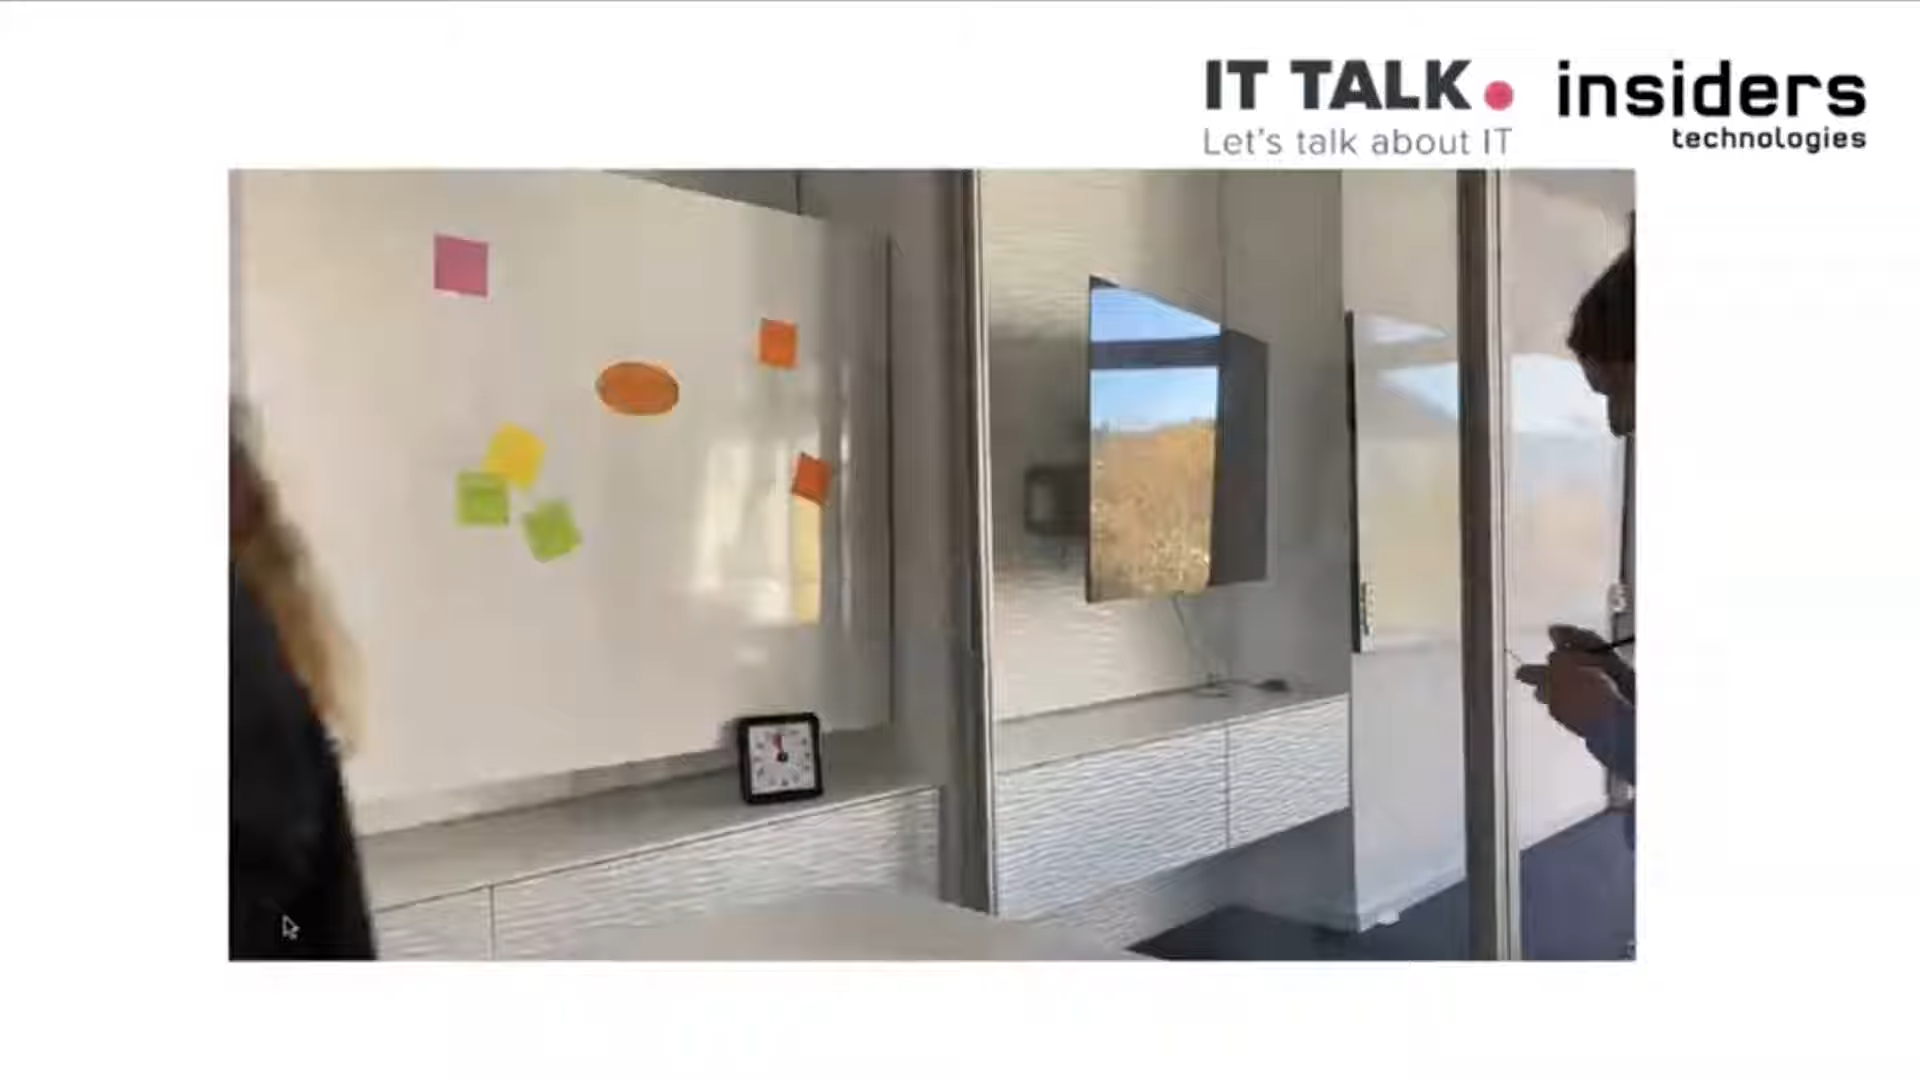 IT TALK
Let's talk about IT
insiders
technologies